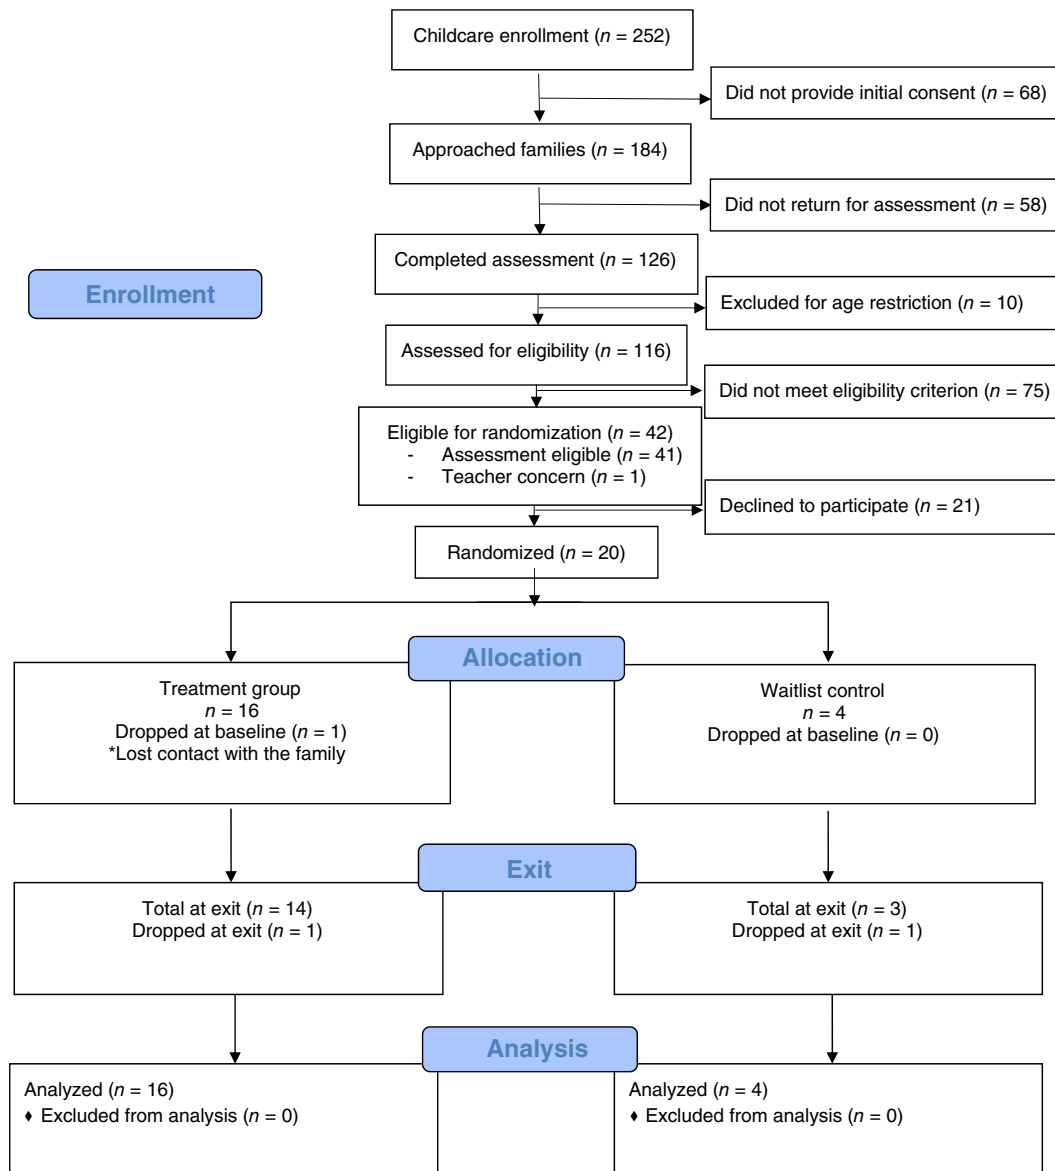 Childcare enrollment (n = 252)
Did not provide initial consent (n = 68)
Approached families (n = 184)
Did not return for assessment (n = 58)
Completed assessment (n = 126)
Enrollment
Excluded for age restriction (n = 10)
Assessed for eligibility (n = 116)
Did not meet eligibility criterion (n = 75)
Eligible for randomization (n = 42)
- Assessment eligible (n = 41)
- Teacher concern (n = 1)
Declined to participate (n = 21)
Randomized (n = 20)
Allocation
Treatment group
n = 16
Dropped at baseline (n = 1)
*Lost contact with the family
Waitlist control
n = 4
Dropped at baseline (n = 0)
Exit
Total at exit (n = 14)
Dropped at exit (n = 1)
Total at exit (n = 3)
Dropped at exit (n = 1)
Analysis
Analyzed (n = 16)
♦ Excluded from analysis (n = 0)
Analyzed (n = 4)
♦ Excluded from analysis (n = 0)